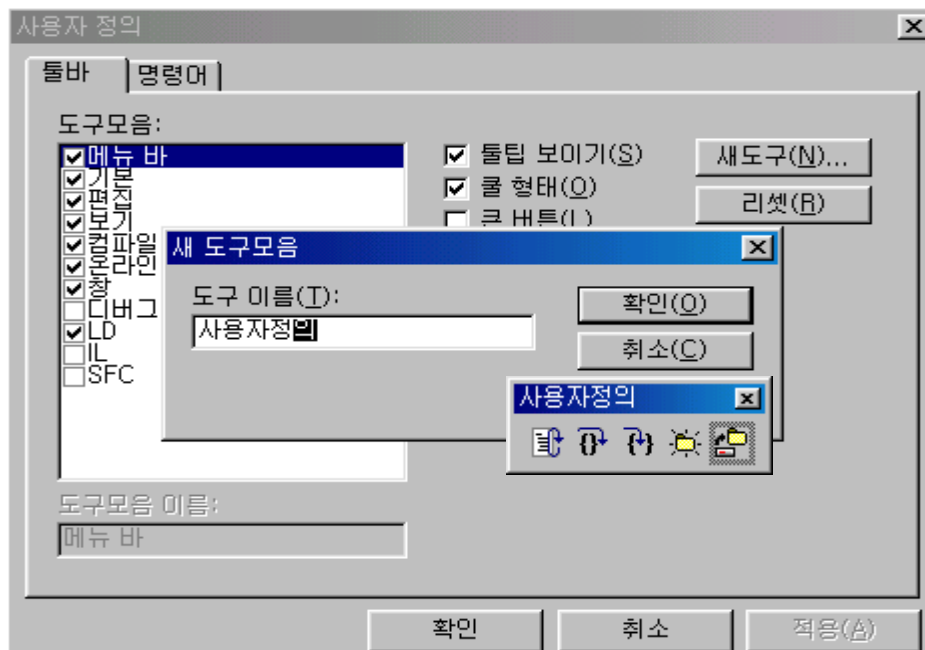 사용자 정의
툴바
명령어
도구모음:
메뉴 바
기본
편집
보기
컴파일
온라인
창
디버그
LD
IL
SFC
툴팁 보이기(S)
쿨 형태(O)
큰 버튼(L)
새도구(N)...
리셋(R)
새 도구모음
도구 이름(T):
사용자정의
확인(O)
취소(C)
사용자정의
도구모음 이름:
메뉴 바
확인
취소
적용(A)